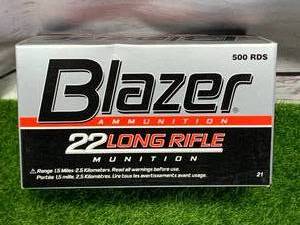 500 RDS
Blazer®
AMMUNITION
22 LONG RIFLE
MUNITION
⚠ Range 1.5 Miles 2.5 Kilometers. Read all warnings before use.
Portée 1,5 mille, 2,5 Kilomètres. Lire tous les avertissements avant usage.
21